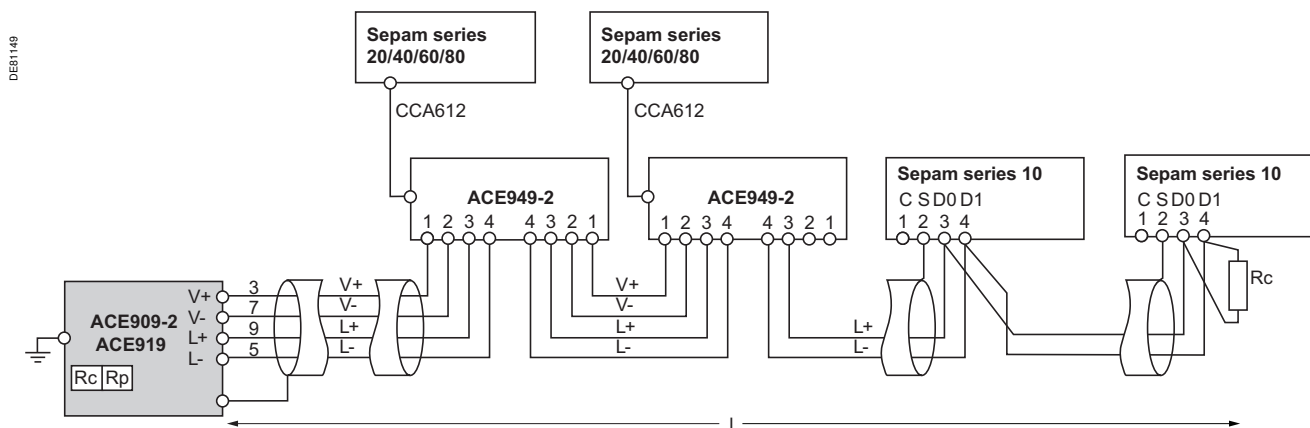 DE81149
Sepam series
20/40/60/80
Sepam series
20/40/60/80
CCA612
CCA612
ACE949-2
1 2 3 4 4 3 2 1
ACE949-2
1 2 3 4 4 3 2 1
Sepam series 10
C S D0 D1
1 2 3 4
Sepam series 10
C S D0 D1
1 2 3 4
Rc
ACE909-2
ACE919
Rc Rp
V+ 3 V+
V- 7 V-
L+ 9 L+
L- 5 L-
V+
V-
L+
L-
L+
L-
L